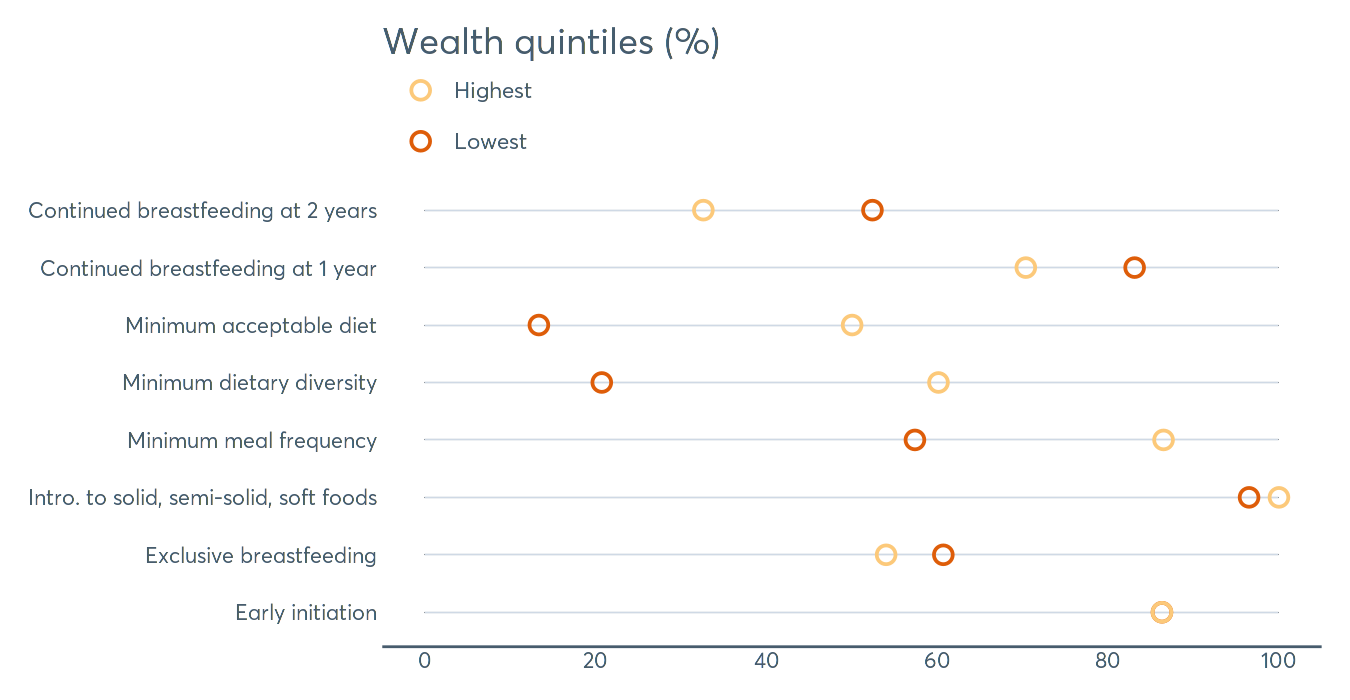 Wealth quintiles (%)
Highest
Lowest
Continued breastfeeding at 2 years
Continued breastfeeding at 1 year
Minimum acceptable diet
Minimum dietary diversity
Minimum meal frequency
Intro. to solid, semi-solid, soft foods
Exclusive breastfeeding
Early initiation
0 20 40 60 80 100